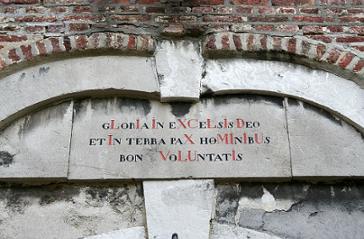 gLorIa In eXCeLsIs Deo
et In terra paX hoMInIbUs
bon VoLUntatIs